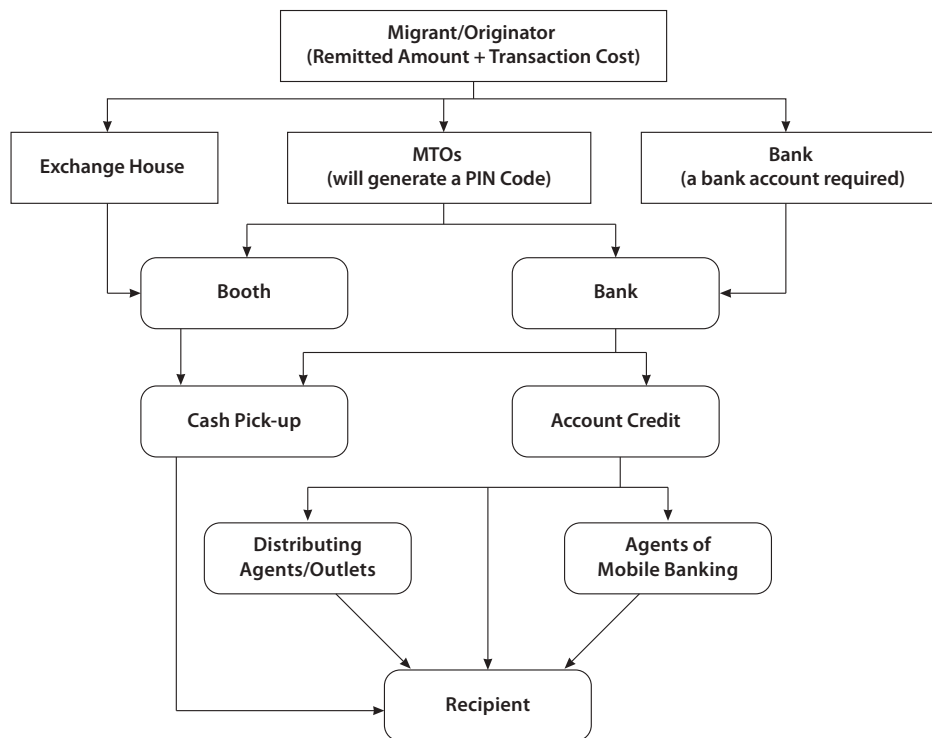 Migrant/Originator
(Remitted Amount + Transaction Cost)
Exchange House
MTOs
(will generate a PIN Code)
Bank
(a bank account required)
Booth
Bank
Cash Pick-up
Account Credit
Distributing
Agents/Outlets
Agents of
Mobile Banking
Recipient